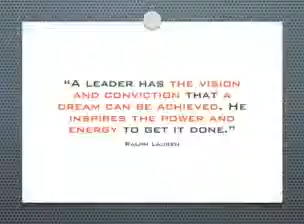 “A LEADER HAS THE VISION
AND CONVICTION THAT A
DREAM CAN BE ACHIEVED. HE
INSPIRES THE POWER AND
ENERGY TO GET IT DONE.”
RALPH LAUREN